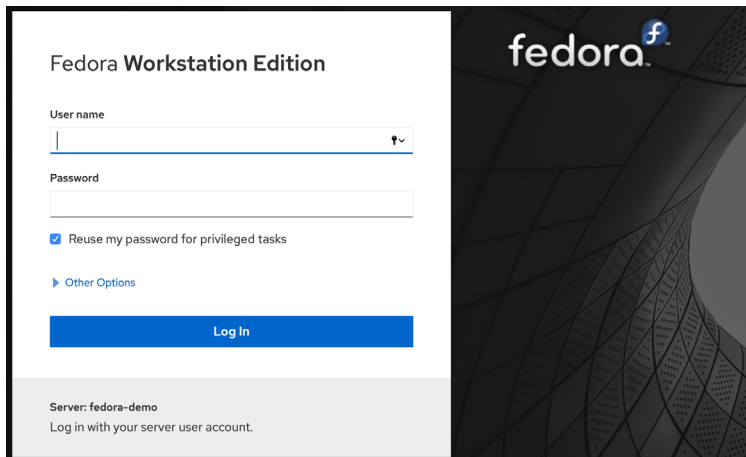 Fedora Workstation Edition
User name
Password
Reuse my password for privileged tasks
Other Options
Log In
Server: fedora-demo
Log in with your server user account.
fedora™